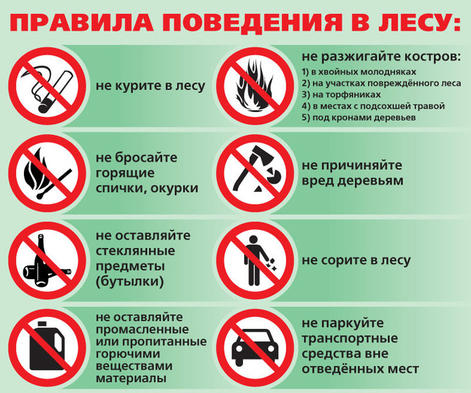 ПРАВИЛА ПОВЕДЕНИЯ В ЛЕСУ:
не курите в лесу
не разжигайте костров:
1) в хвойных молодняках
2) на участках повреждённого леса
3) на торфяниках
4) в местах с подсохшей травой
5) под кронами деревьев
не бросайте
горящие
спички, окурки
не причиняйте
вред деревьям
не оставляйте
стеклянные
предметы
(бутылки)
не сорите в лесу
не оставляйте
промасленные
или пропитанные
горючими
веществами
материалы
не паркуйте
транспортные
средства вне
отведённых мест